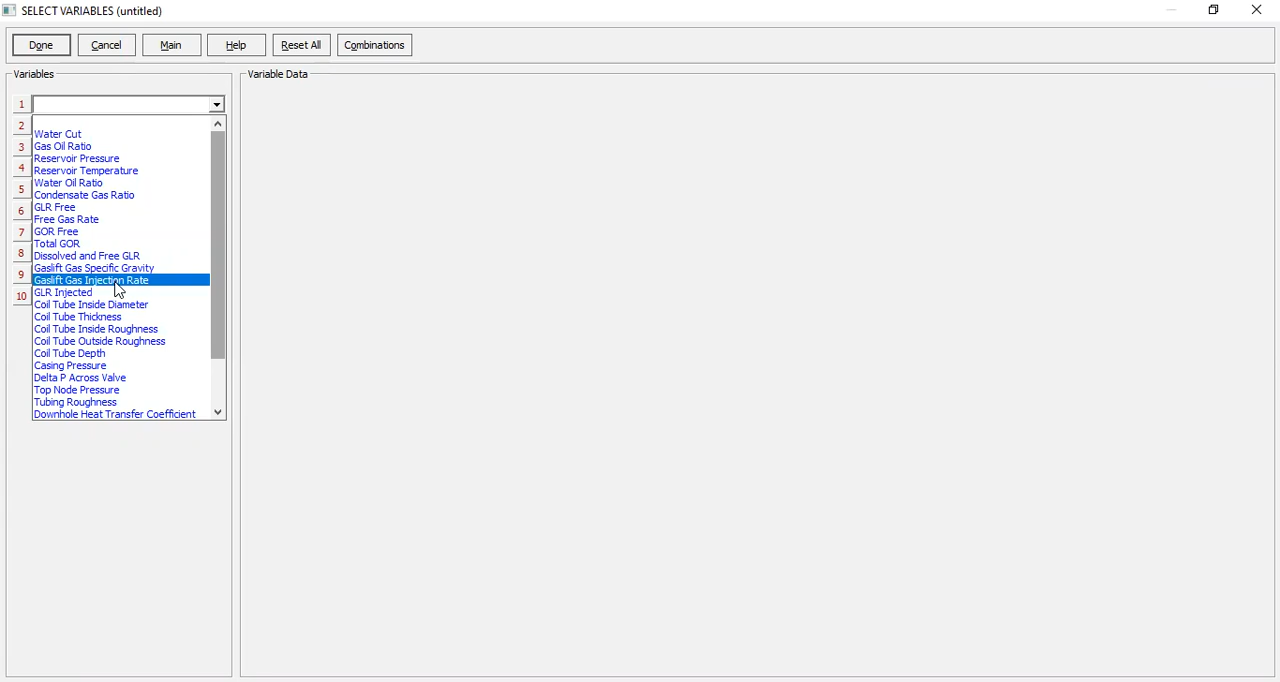 SELECT VARIABLES (untitled)
Done Cancel Main Help Reset All Combinations
Variables
Variable Data
1
2
3
4
5
6
7
8
9
10
Water Cut
Gas Oil Ratio
Reservoir Pressure
Reservoir Temperature
Water Oil Ratio
Condensate Gas Ratio
GLR Free
Free Gas Rate
GOR Free
Total GOR
Dissolved and Free GLR
Gaslift Gas Specific Gravity
Gaslift Gas Injection Rate
GLR Injected
Coil Tube Inside Diameter
Coil Tube Thickness
Coil Tube Inside Roughness
Coil Tube Outside Roughness
Coil Tube Depth
Casing Pressure
Delta P Across Valve
Top Node Pressure
Tubing Roughness
Downhole Heat Transfer Coefficient